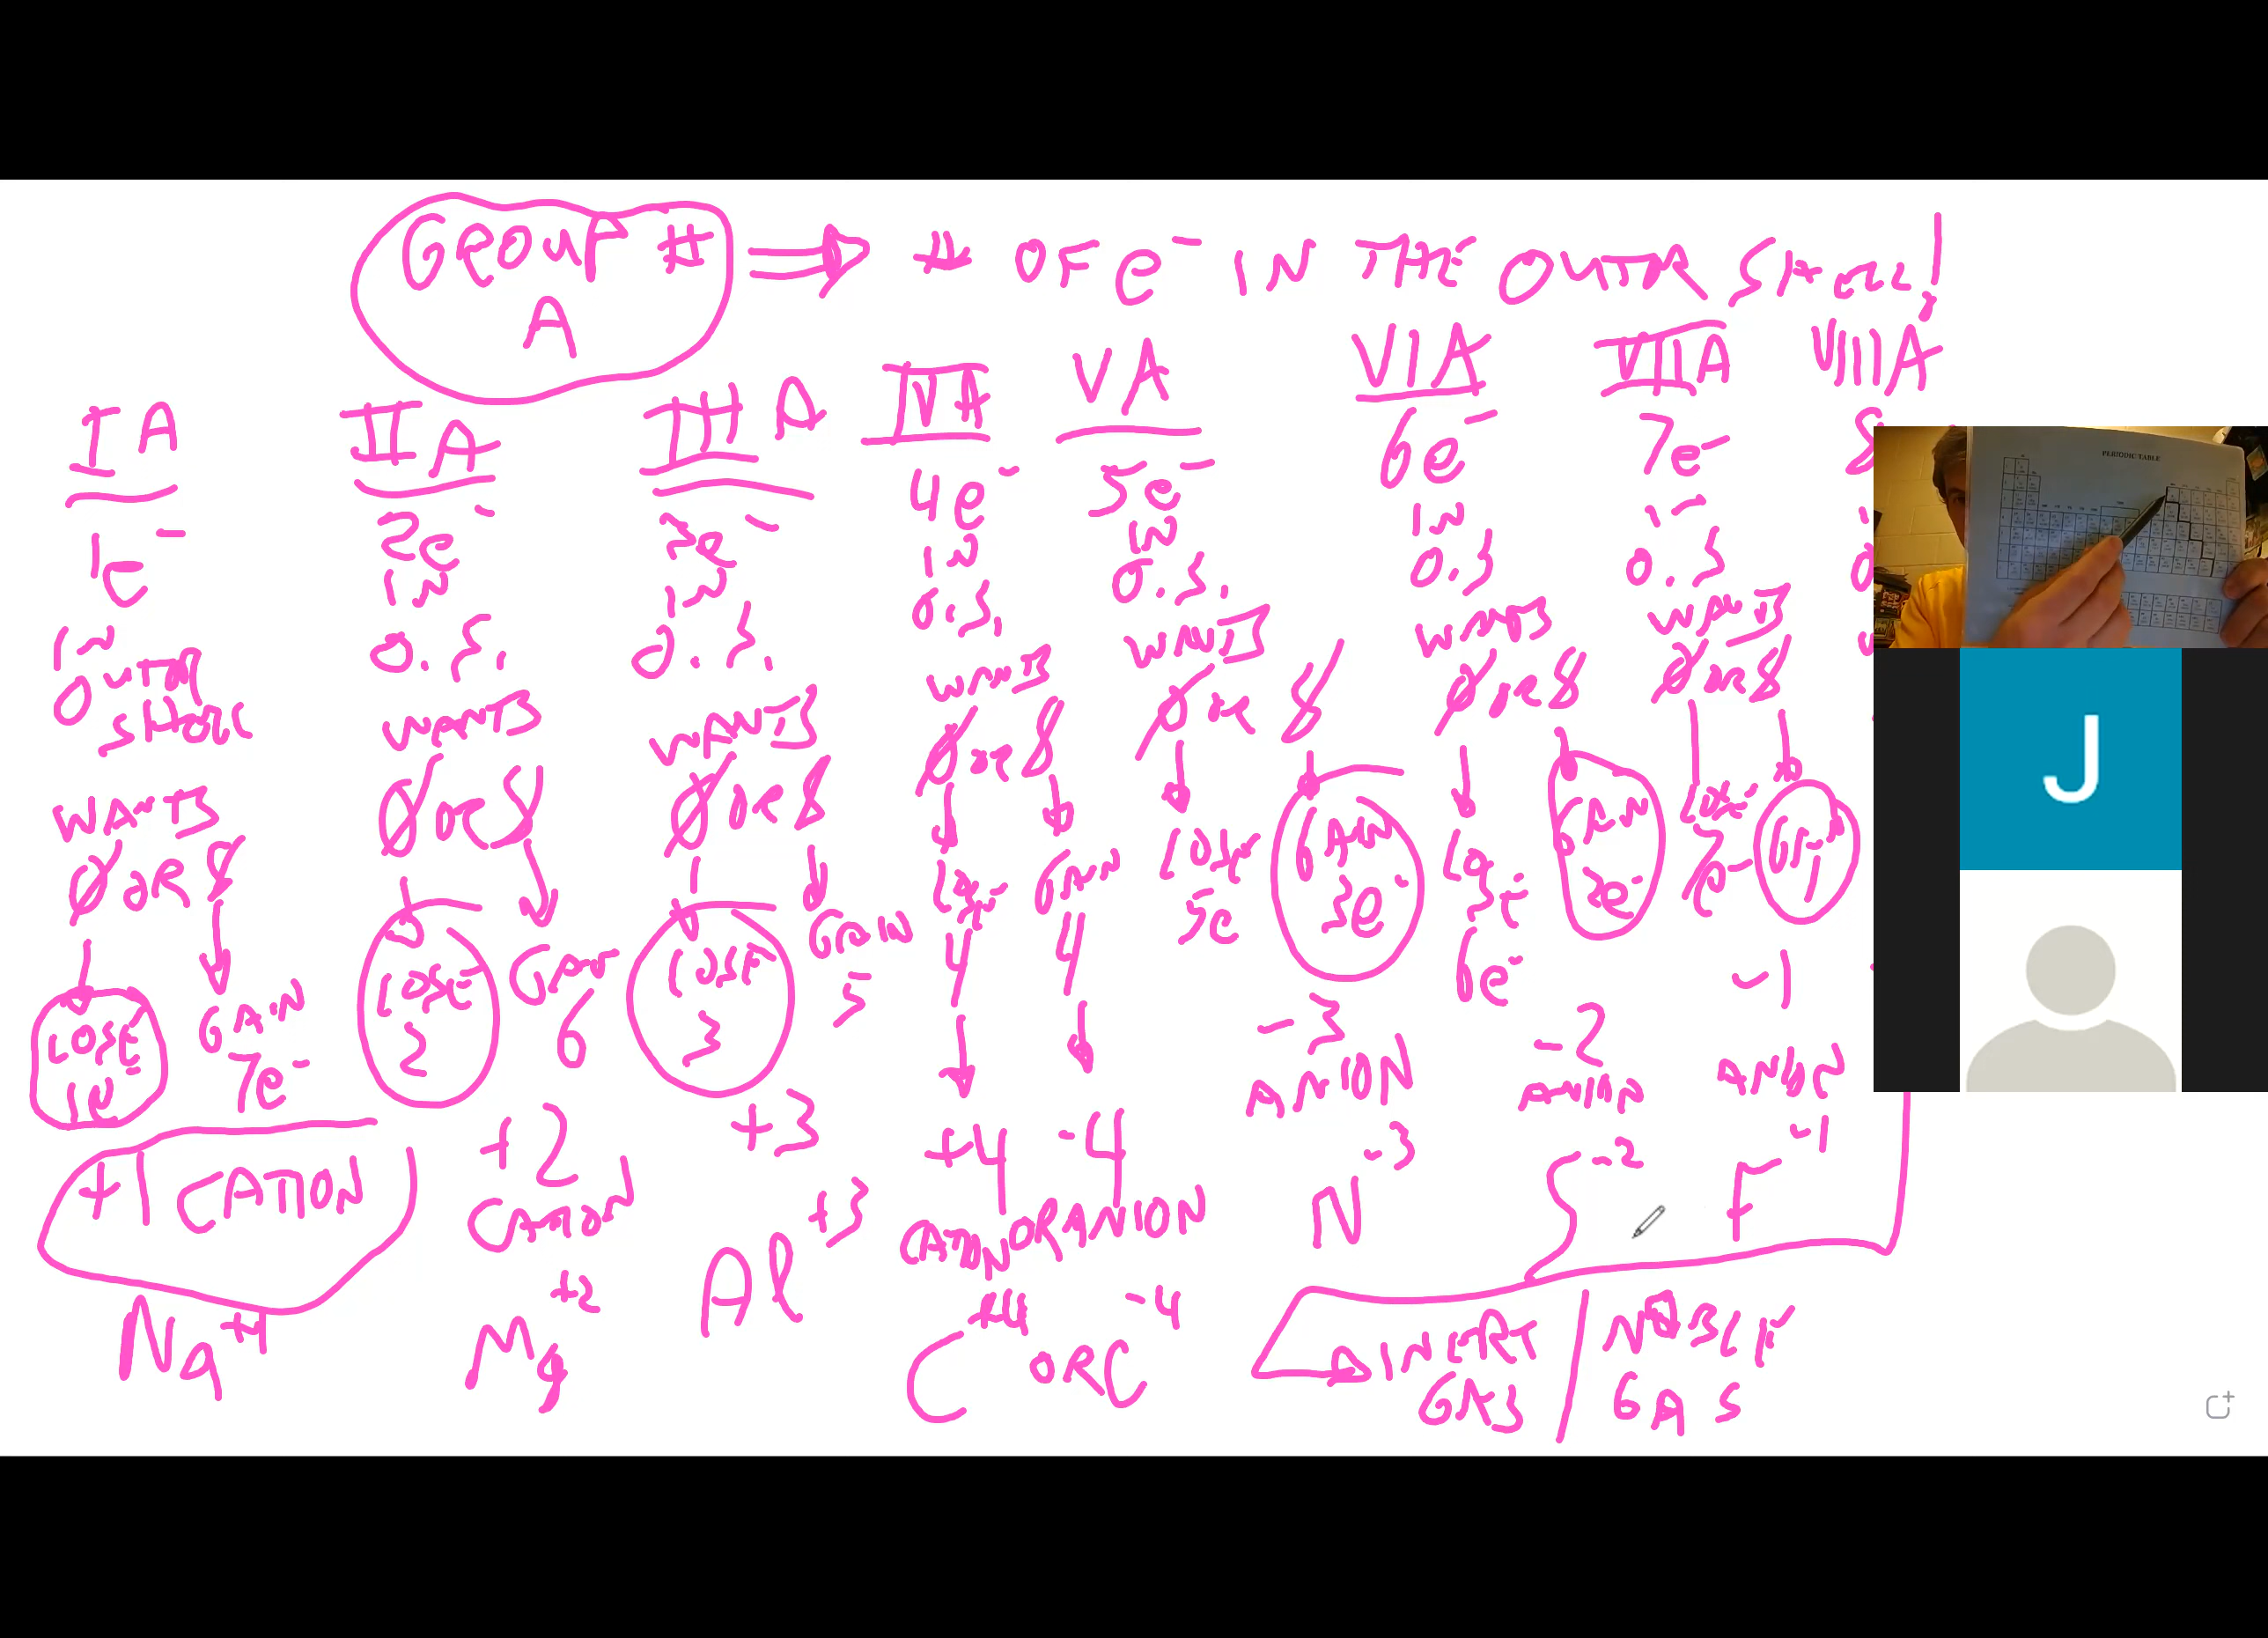 GROUP # ⇒ # OF e⁻ IN THE OUTR SHELL!
A
IA IIA IIIA IVA VA VIA VIIA VIIIA
1e⁻ 2e⁻ 3e⁻ 4e⁻ 5e⁻ 6e⁻ 7e⁻ 8
IN IN IN IN IN IN
OUTER O.S. O.S. O.S. O.S. O.S O.S
SHELL
WANTS WANTS WANTS WANTS WANTS WANTS WANTS
Ø OR 8 Ø OR 8 Ø OR 8 Ø OR 8 Ø OR 8 Ø OR 8 Ø OR 8
LOSE GAIN LOSE GAIN LOSE GAIN LOSE GAIN LOSE GAIN LOSE GAIN LOSE GAIN
1e⁻ 7e⁻ 2 6 3 5 4 4 5e 3e⁻ 6e⁻ 2e⁻ 7e⁻ 1
+1 CATION +2 +3 +4 -4 -3 -2 -1
CATION CATION OR ANION ANION ANION ANION
Na+1 Mg+2 Al+3 C+4 OR C-4 N-3 S-2 F-1
INERT NOBLE
GAS GAS
PERIODIC TABLE
J